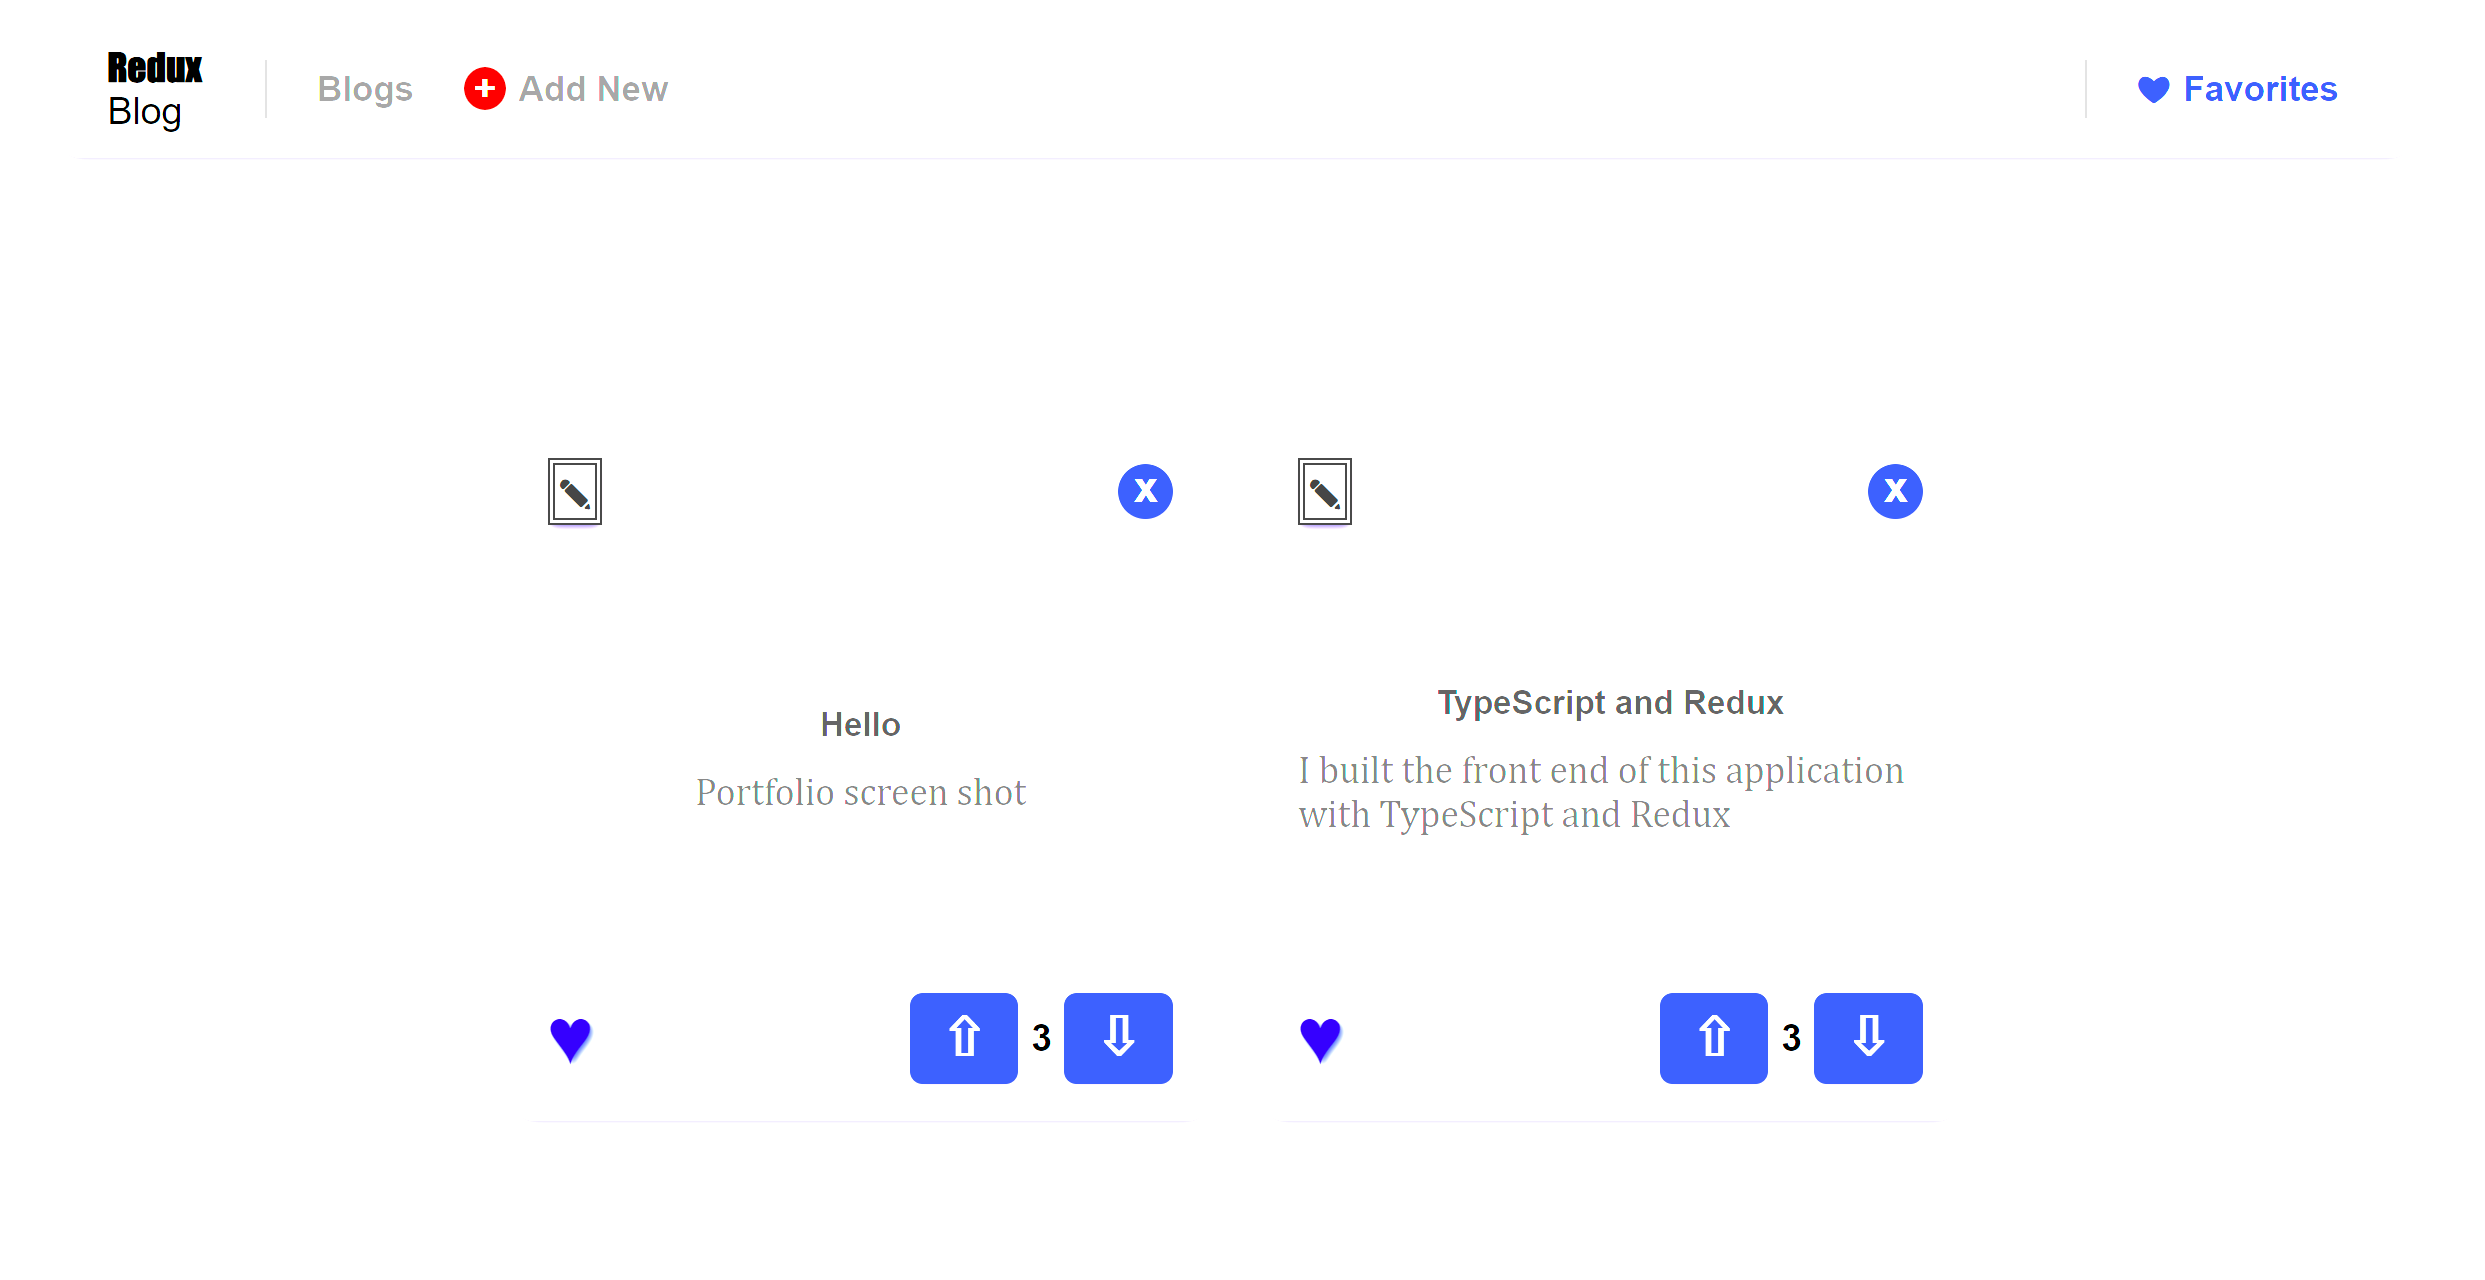 Redux
Blog
Blogs
+ Add New
♥ Favorites
X
X
Hello
Portfolio screen shot
TypeScript and Redux
I built the front end of this application
with TypeScript and Redux
♥ ⇧ 3 ⇩
♥ ⇧ 3 ⇩